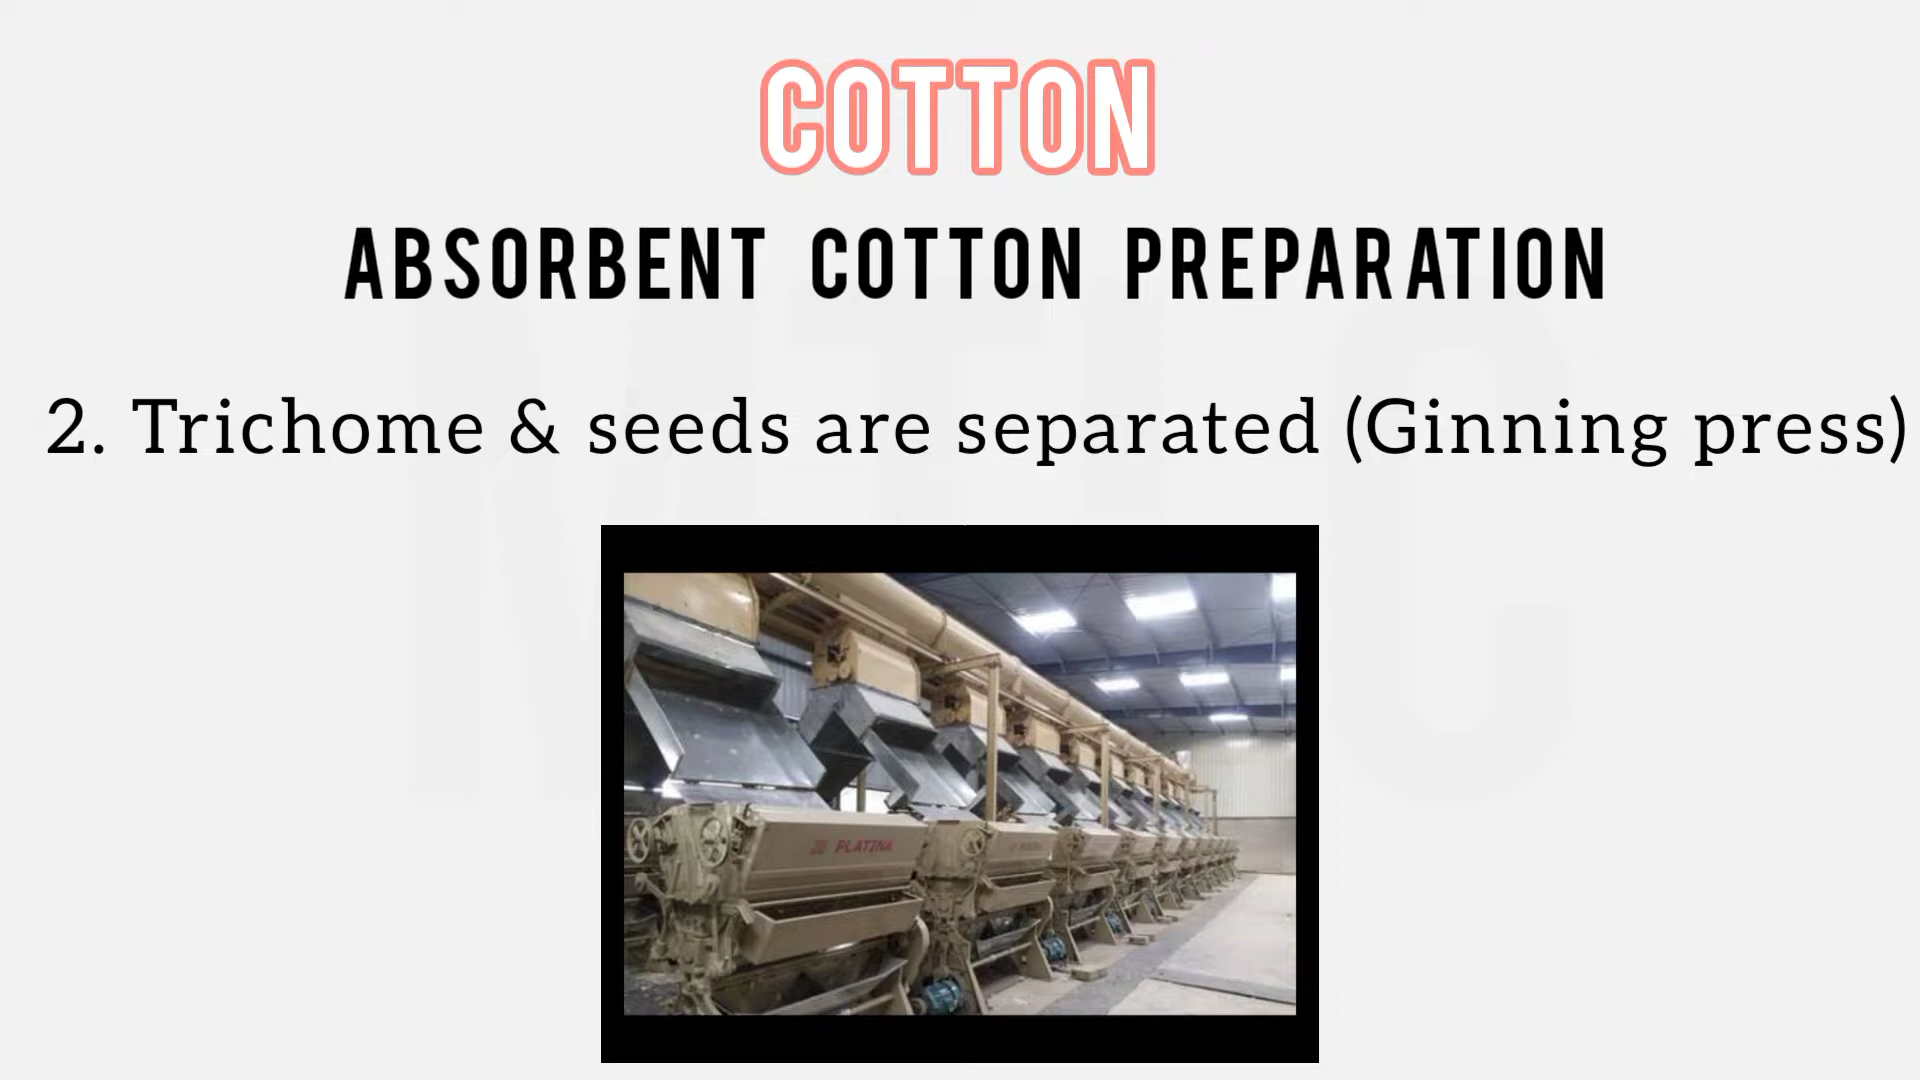 COTTON
ABSORBENT COTTON PREPARATION
2. Trichome & seeds are separated (Ginning press)
PLATINA